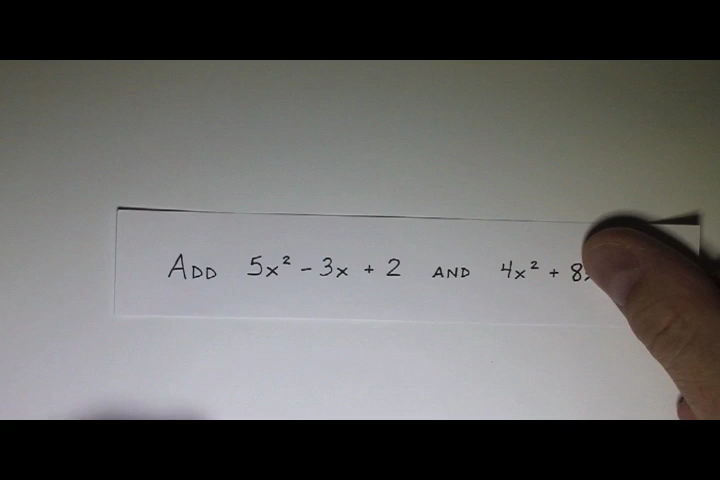 ADD 5x² - 3x + 2 AND 4x² + 8